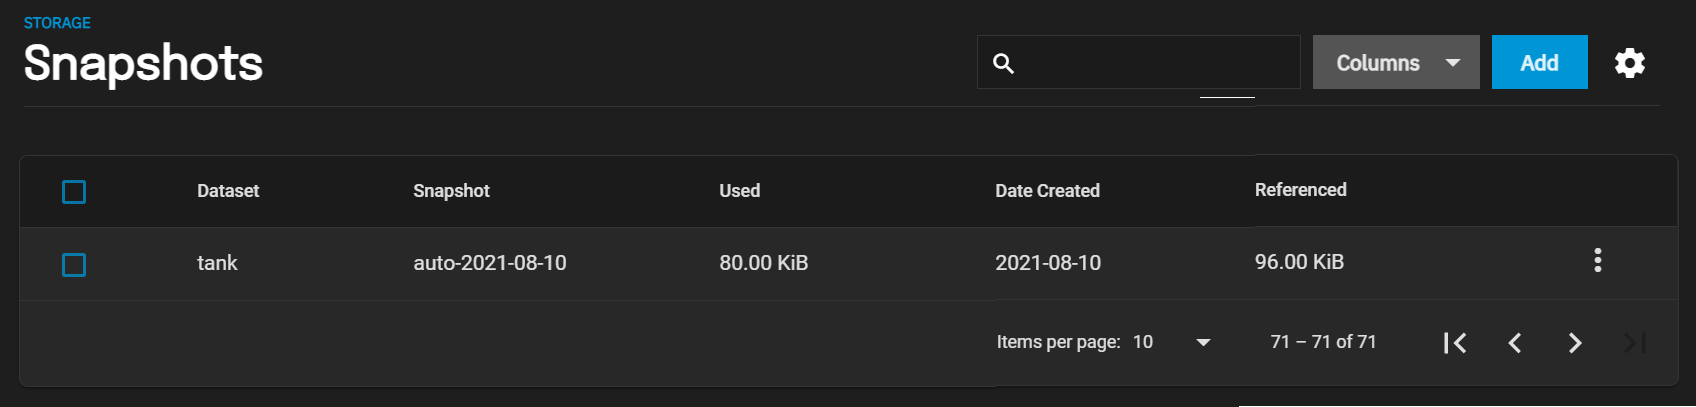 STORAGE
Snapshots
Columns
Add
Dataset Snapshot Used Date Created Referenced
tank auto-2021-08-10 80.00 KiB 2021-08-10 96.00 KiB
Items per page: 10 71 – 71 of 71